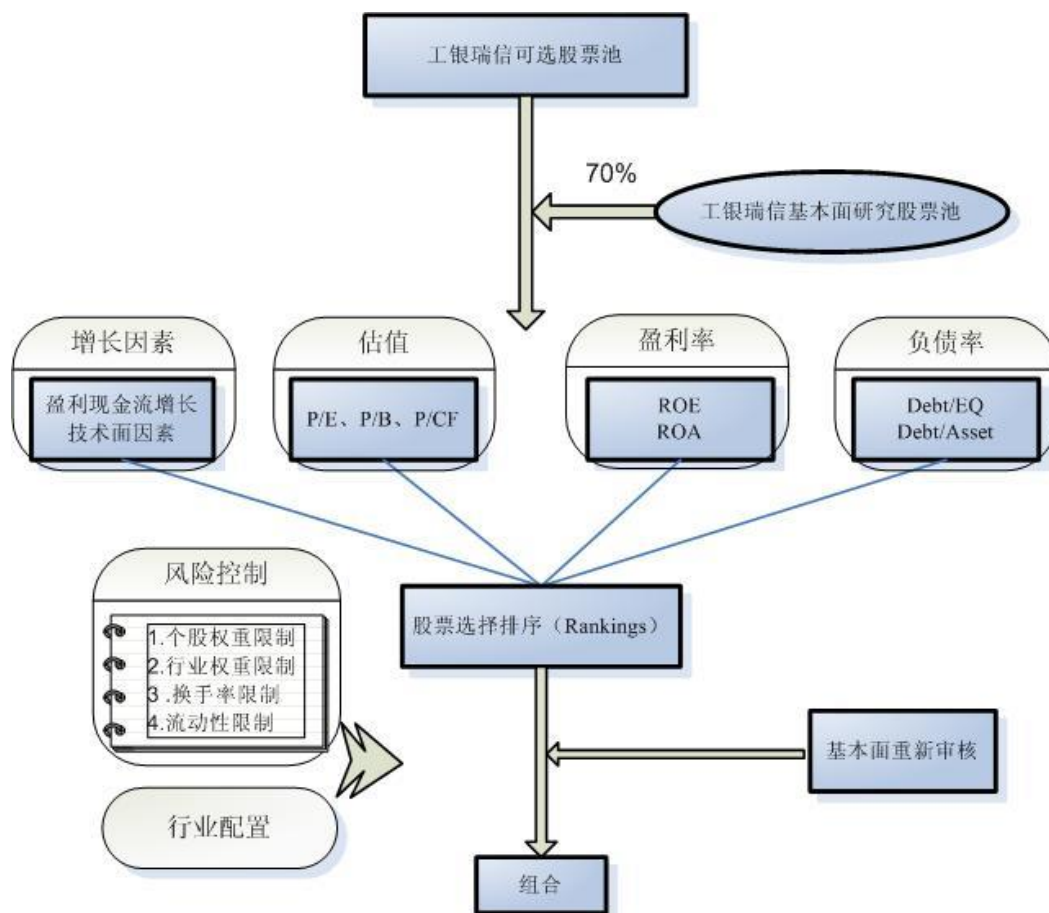 工银瑞信可选股票池
70%
工银瑞信基本面研究股票池
增长因素
盈利现金流增长
技术面因素
估值
P/E、P/B、P/CF
盈利率
ROE
ROA
负债率
Debt/EQ
Debt/Asset
风险控制
1.个股权重限制
2.行业权重限制
3 .换手率限制
4.流动性限制
股票选择排序（Rankings）
基本面重新审核
行业配置
组合